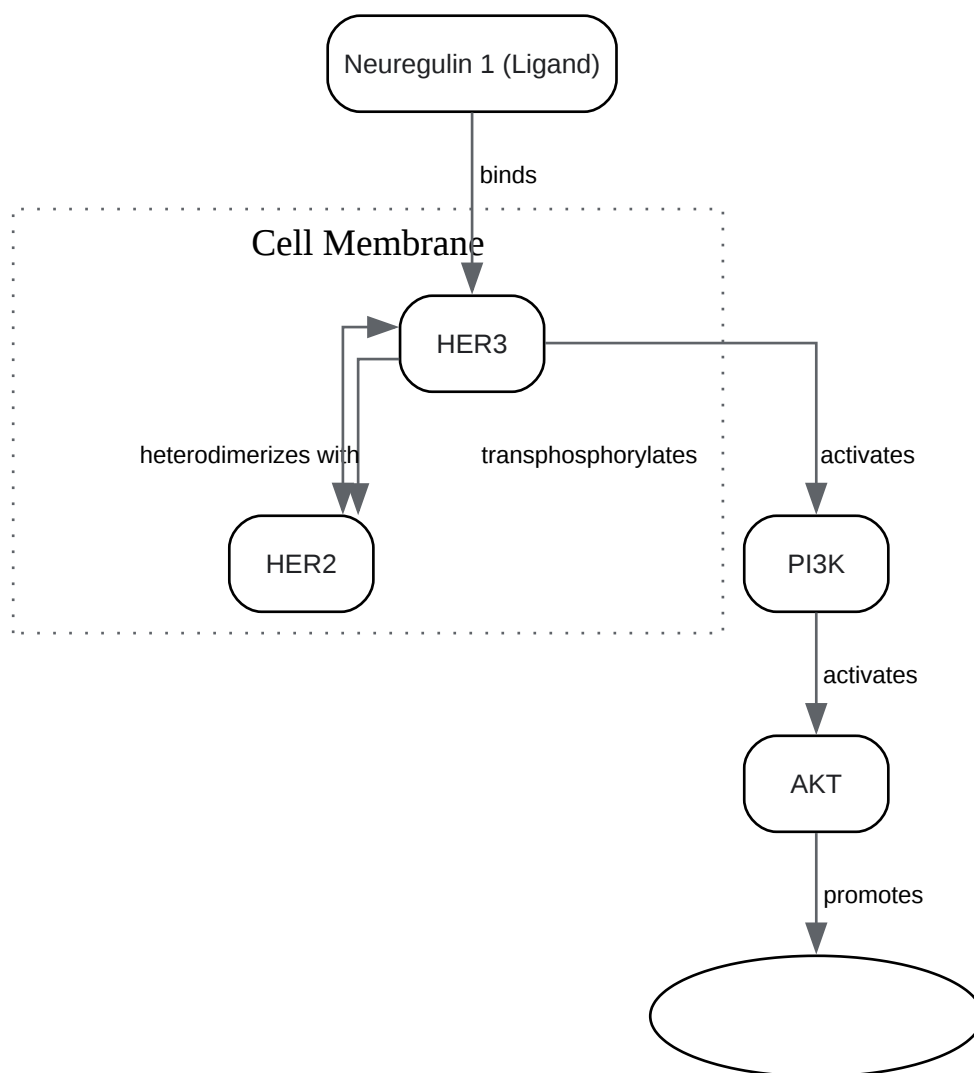 Neuregulin 1 (Ligand)
binds
Cell Membrane
HER3
heterodimerizes with
transphosphorylates
activates
HER2
PI3K
activates
AKT
promotes